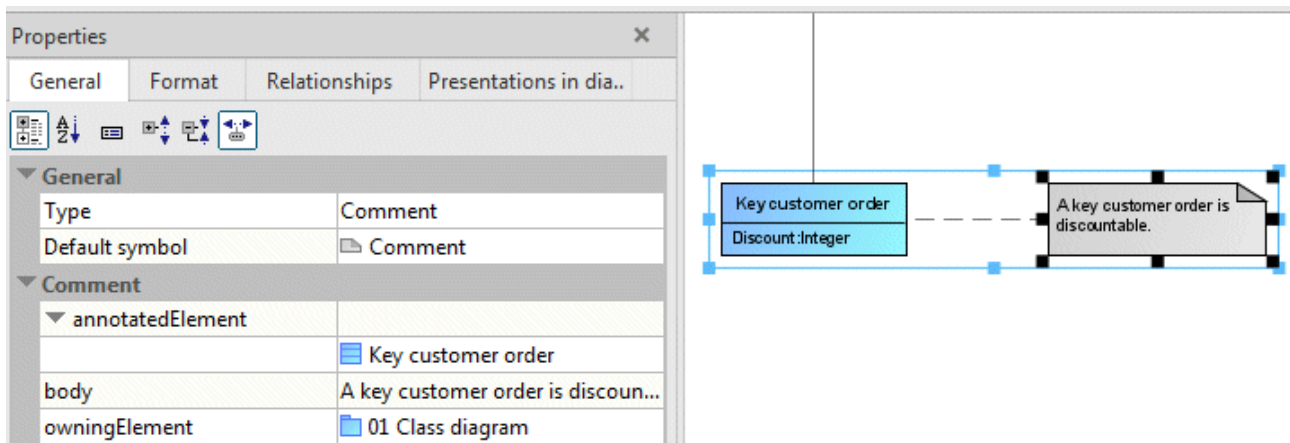 Properties
General Format Relationships Presentations in dia..
General
Type Comment
Default symbol Comment
Comment
annotatedElement
Key customer order
body A key customer order is discoun...
owningElement 01 Class diagram
Key customer order
Discount:Integer
A key customer order is
discountable.